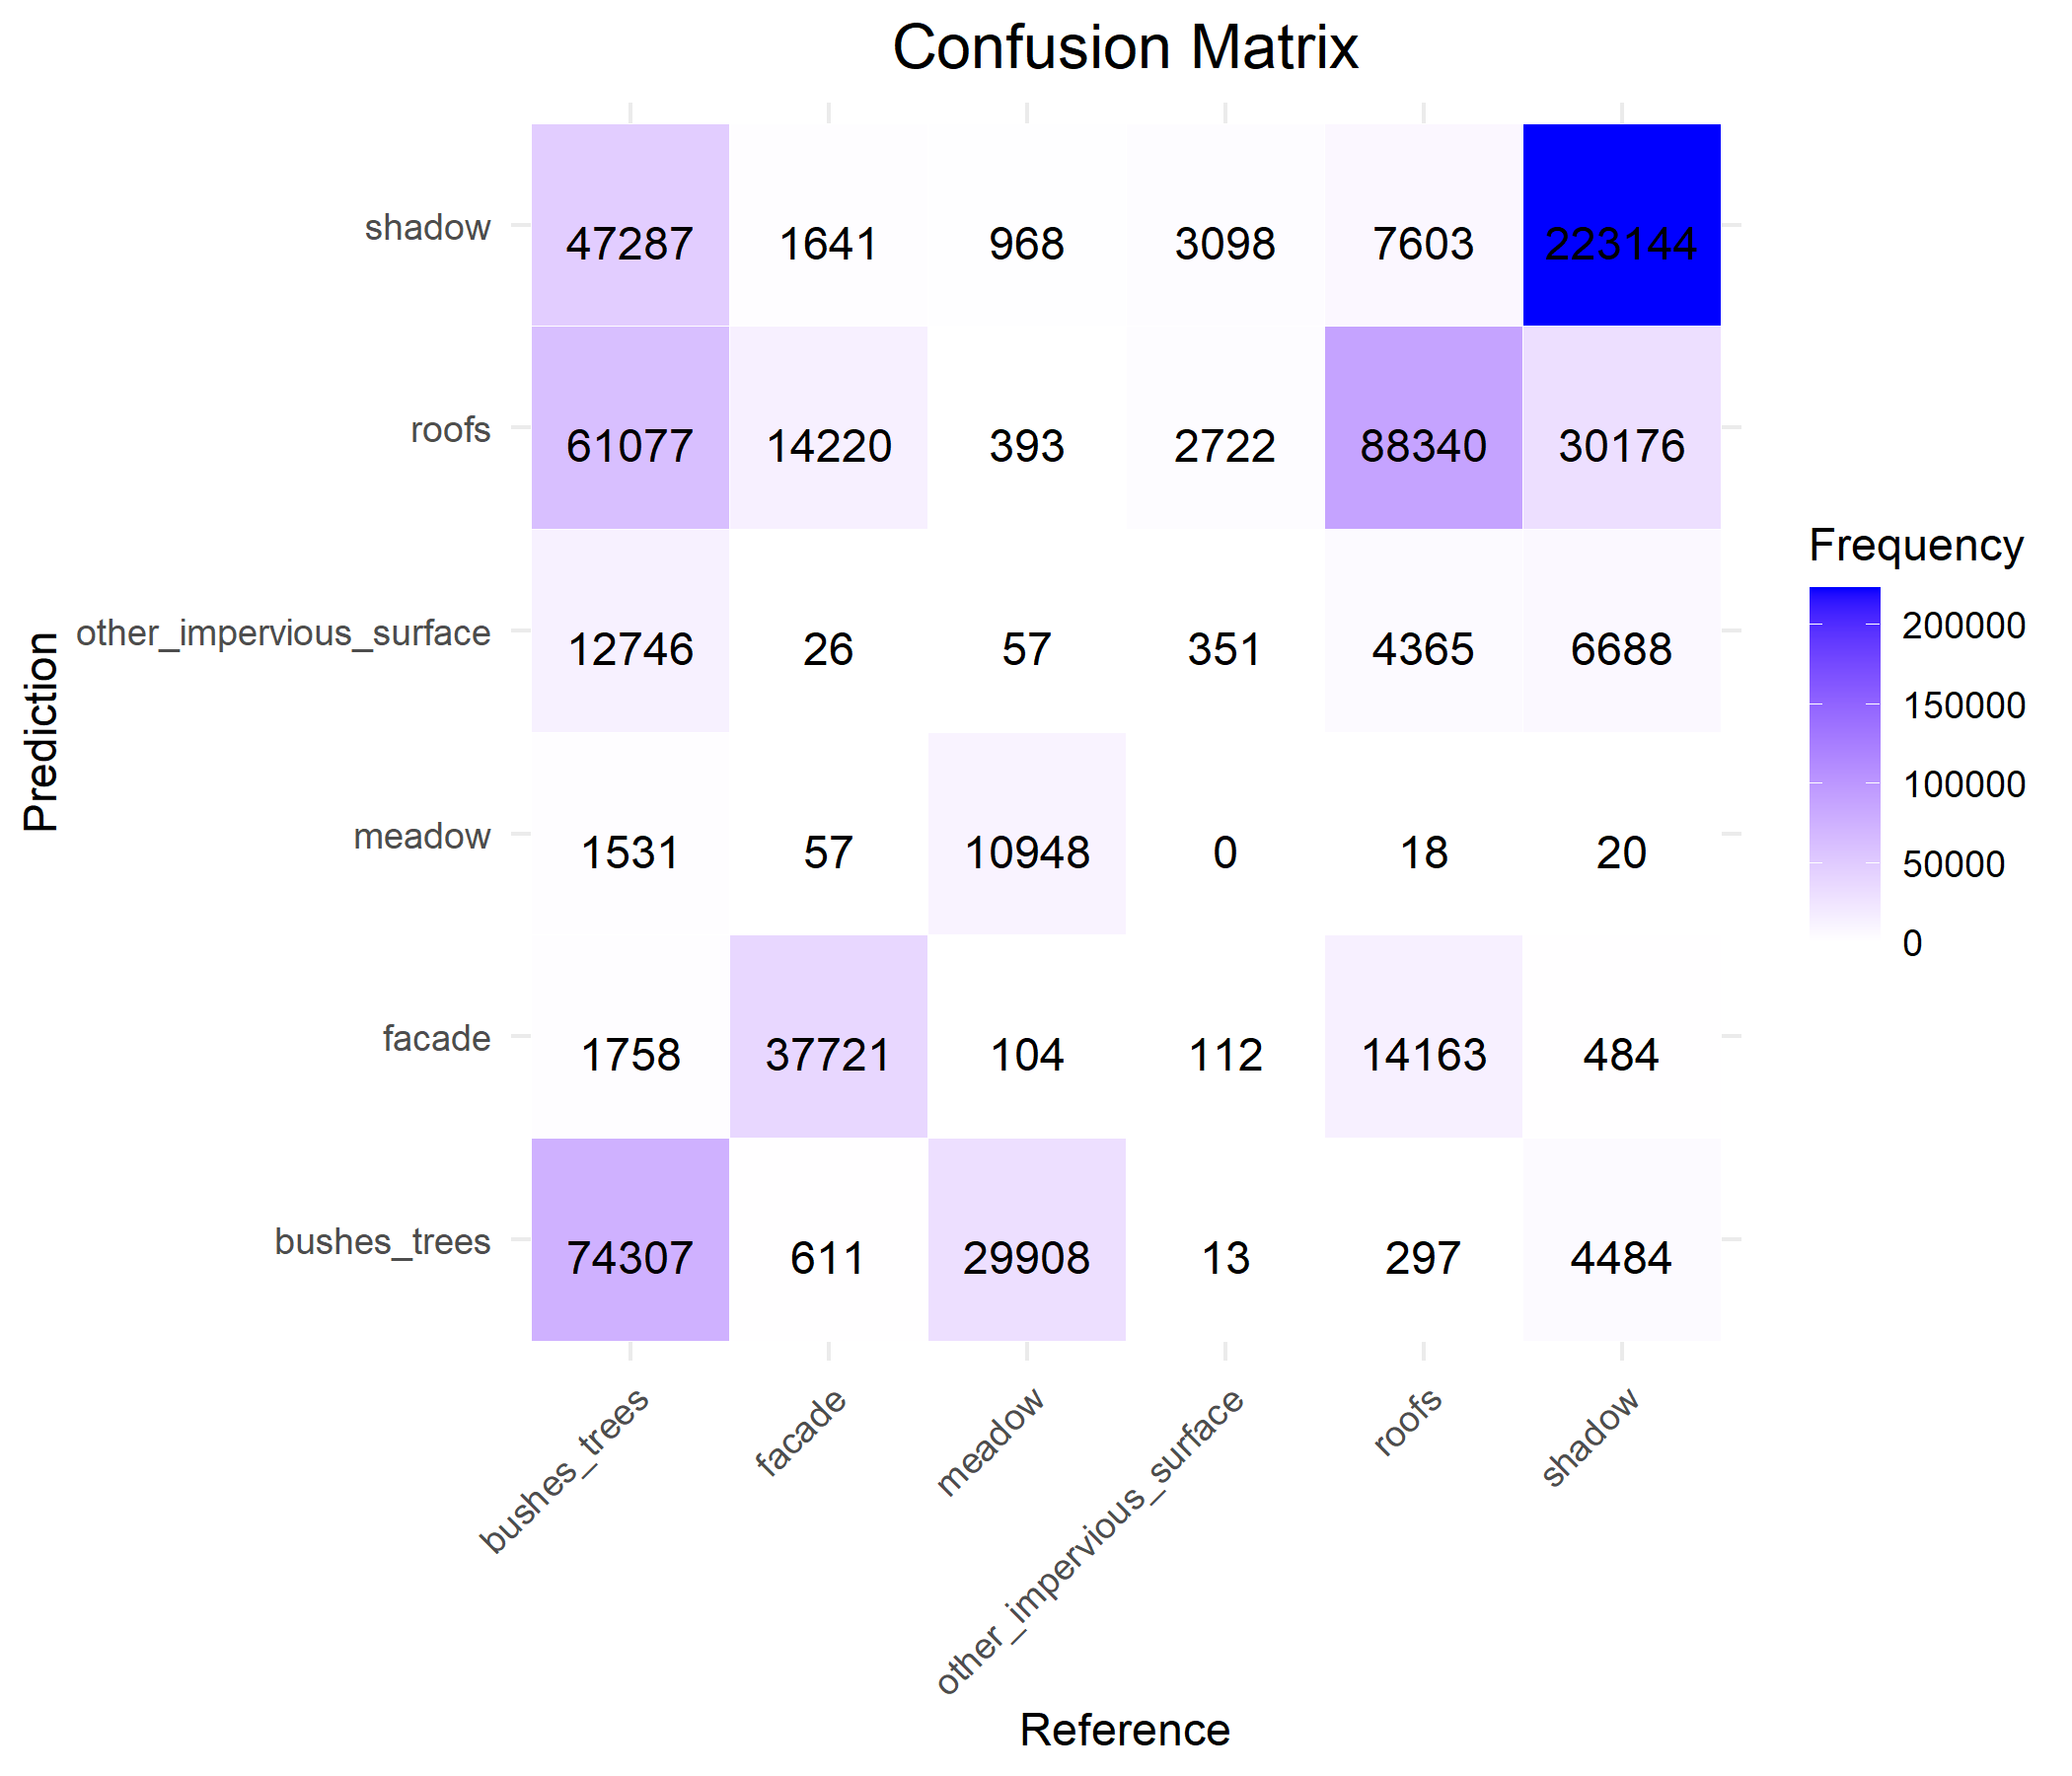 Confusion Matrix
shadow
47287 1641 968 3098 7603 223144
roofs
61077 14220 393 2722 88340 30176
other_impervious_surface
12746 26 57 351 4365 6688
meadow
1531 57 10948 0 18 20
facade
1758 37721 104 112 14163 484
bushes_trees
74307 611 29908 13 297 4484
Prediction
bushes_trees
facade
meadow
other_impervious_surface
roofs
shadow
Reference
Frequency
200000
150000
100000
50000
0